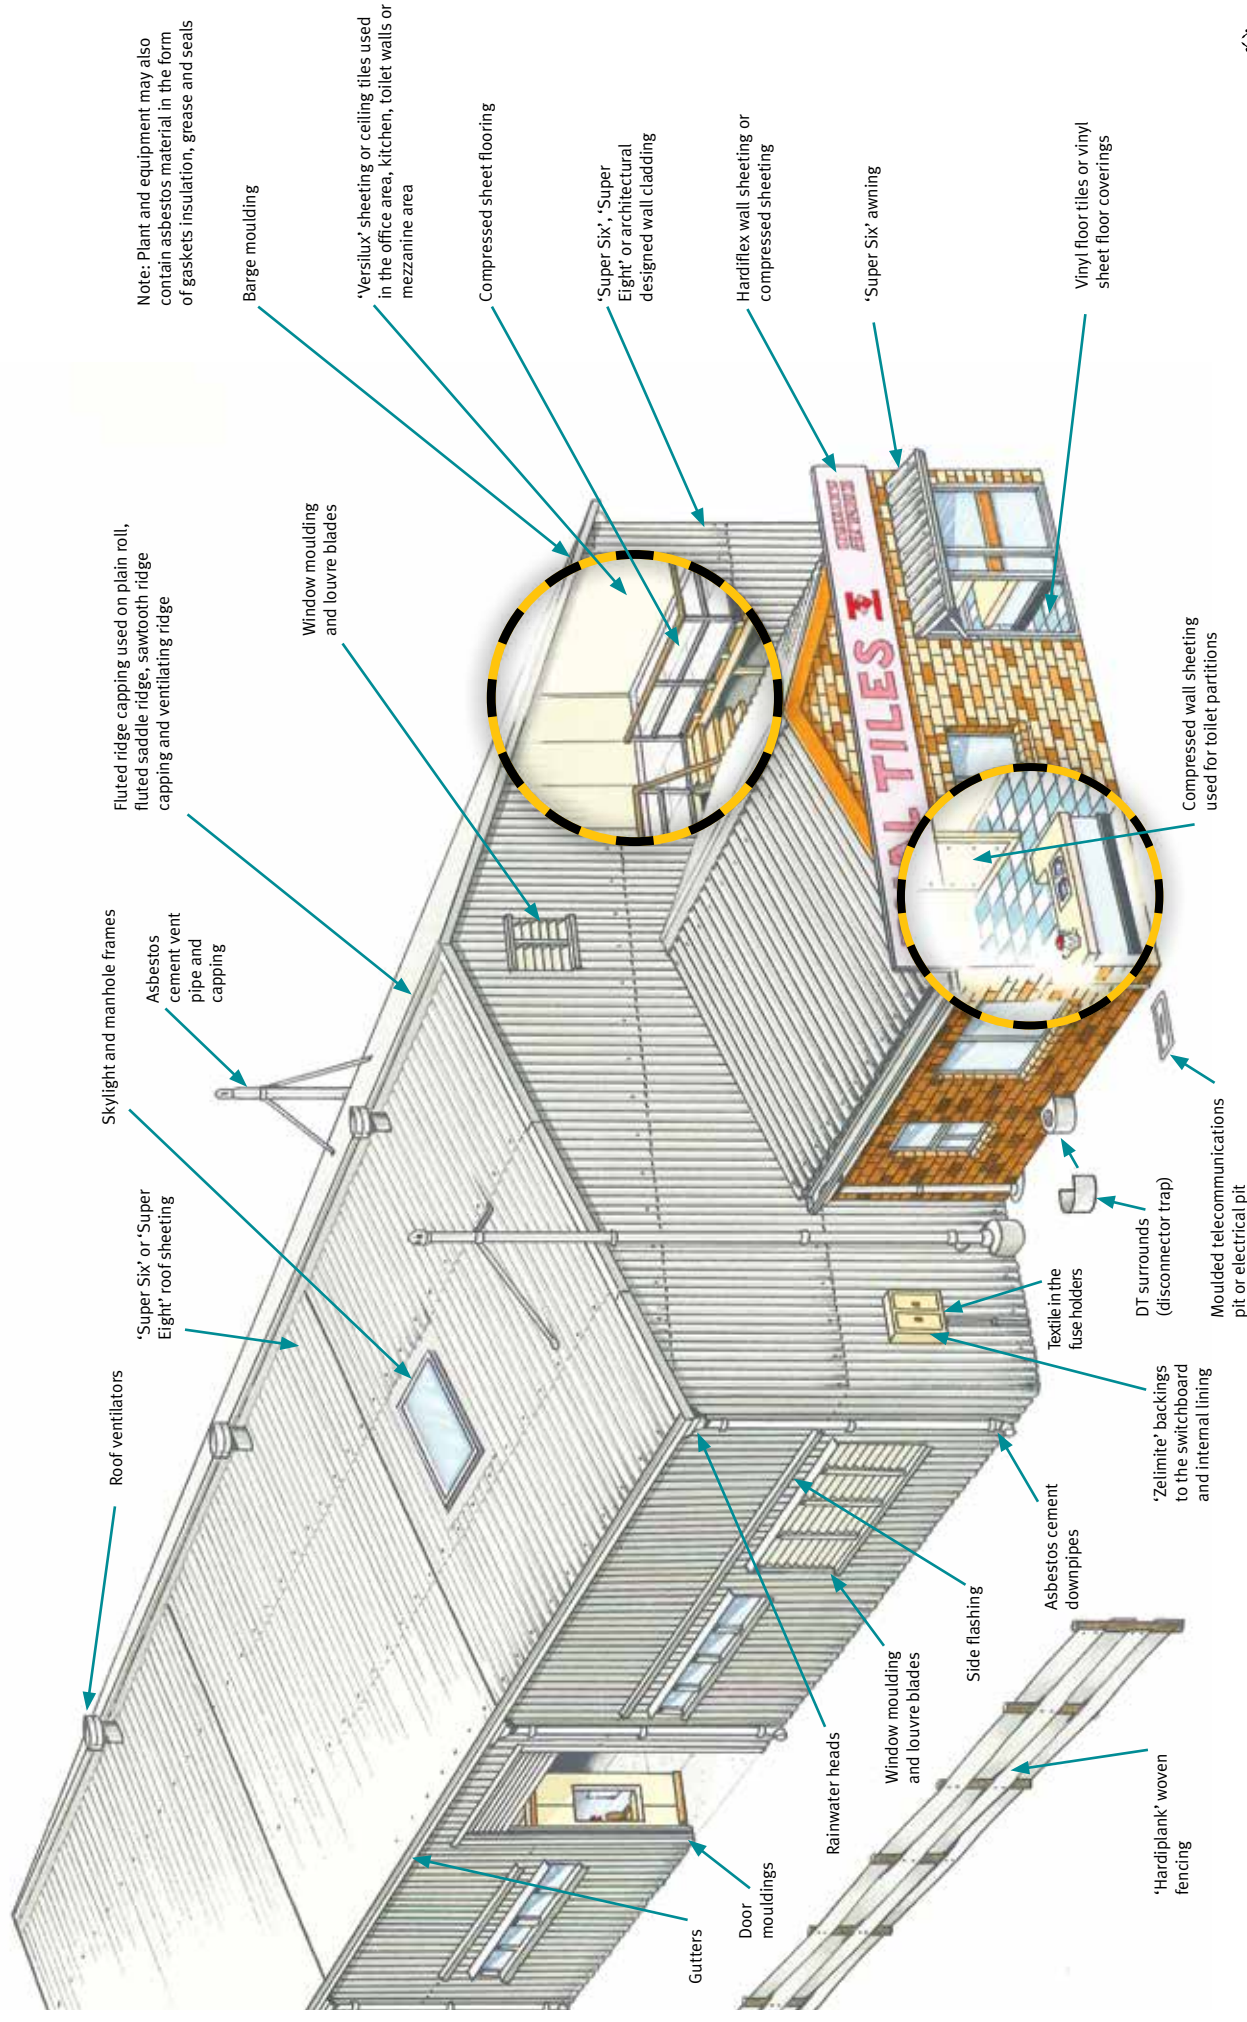 Roof ventilators
‘Super Six’ or ‘Super
Eight’ roof sheeting
Skylight and manhole frames
Asbestos
cement vent
pipe and
capping
Fluted ridge capping used on plain roll,
fluted saddle ridge, sawtooth ridge
capping and ventilating ridge
Window moulding
and louvre blades
Note: Plant and equipment may also
contain asbestos material in the form
of gaskets insulation, grease and seals
Barge moulding
‘Versilux’ sheeting or ceiling tiles used
in the office area, kitchen, toilet walls or
mezzanine area
Compressed sheet flooring
‘Super Six’, ‘Super
Eight’ or architectural
designed wall cladding
Hardiflex wall sheeting or
compressed sheeting
‘Super Six’ awning
Vinyl floor tiles or vinyl
sheet floor coverings
AL TILES
Gutters
Door
mouldings
Rainwater heads
Window moulding
and louvre blades
Side flashing
Asbestos cement
downpipes
‘Hardiplank’ woven
fencing
‘Zelimite’ backings
to the switchboard
and internal lining
Textile in the
fuse holders
DT surrounds
(disconnector trap)
Moulded telecommunications
pit or electrical pit
Compressed wall sheeting
used for toilet partitions